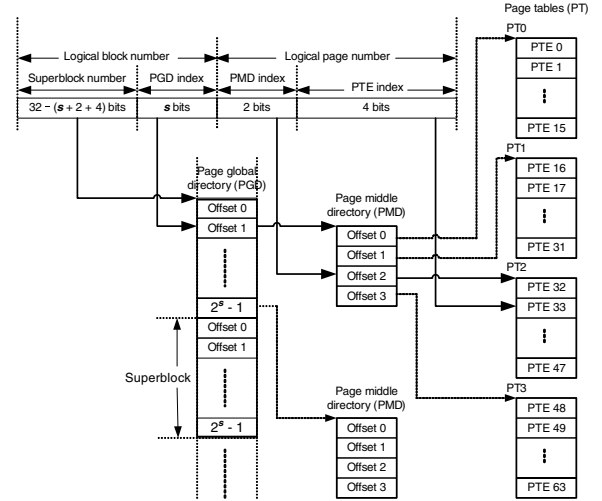 Page tables (PT)
Logical block number
Logical page number
Superblock number
PGD index
PMD index
PTE index
32 – (s + 2 + 4) bits
s bits
2 bits
4 bits
PT0
PTE 0
PTE 1
PTE 15
PT1
PTE 16
PTE 17
PTE 31
PT2
PTE 32
PTE 33
PTE 47
PT3
PTE 48
PTE 49
PTE 63
Page global
directory (PGD)
Offset 0
Offset 1
2^s - 1
Offset 0
Offset 1
2^s - 1
Superblock
Page middle
directory (PMD)
Offset 0
Offset 1
Offset 2
Offset 3
Page middle
directory (PMD)
Offset 0
Offset 1
Offset 2
Offset 3